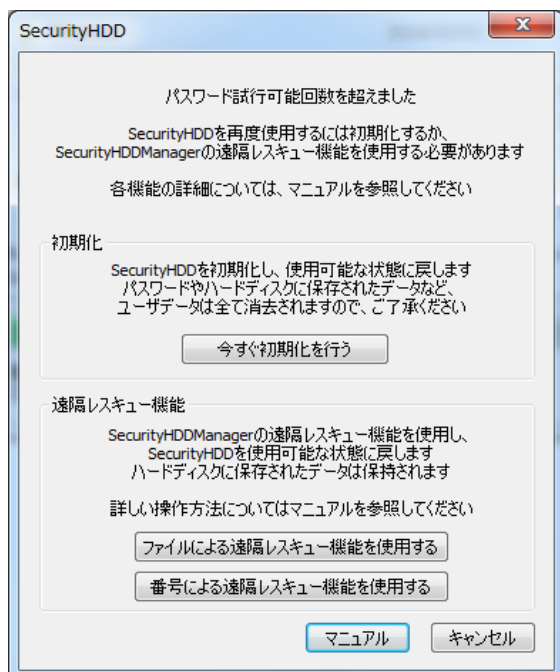 SecurityHDD
パスワード試行可能回数を超えました
SecurityHDDを再度使用するには初期化するか、
SecurityHDDManagerの遠隔レスキュー機能を使用する必要があります
各機能の詳細については、マニュアルを参照してください
初期化
SecurityHDDを初期化し、使用可能な状態に戻します
パスワードやハードディスクに保存されたデータなど、
ユーザデータは全て消去されますので、ご了承ください
今すぐ初期化を行う
遠隔レスキュー機能
SecurityHDDManagerの遠隔レスキュー機能を使用し、
SecurityHDDを使用可能な状態に戻します
ハードディスクに保存されたデータは保持されます
詳しい操作方法についてはマニュアルを参照してください
ファイルによる遠隔レスキュー機能を使用する
番号による遠隔レスキュー機能を使用する
マニュアル
キャンセル